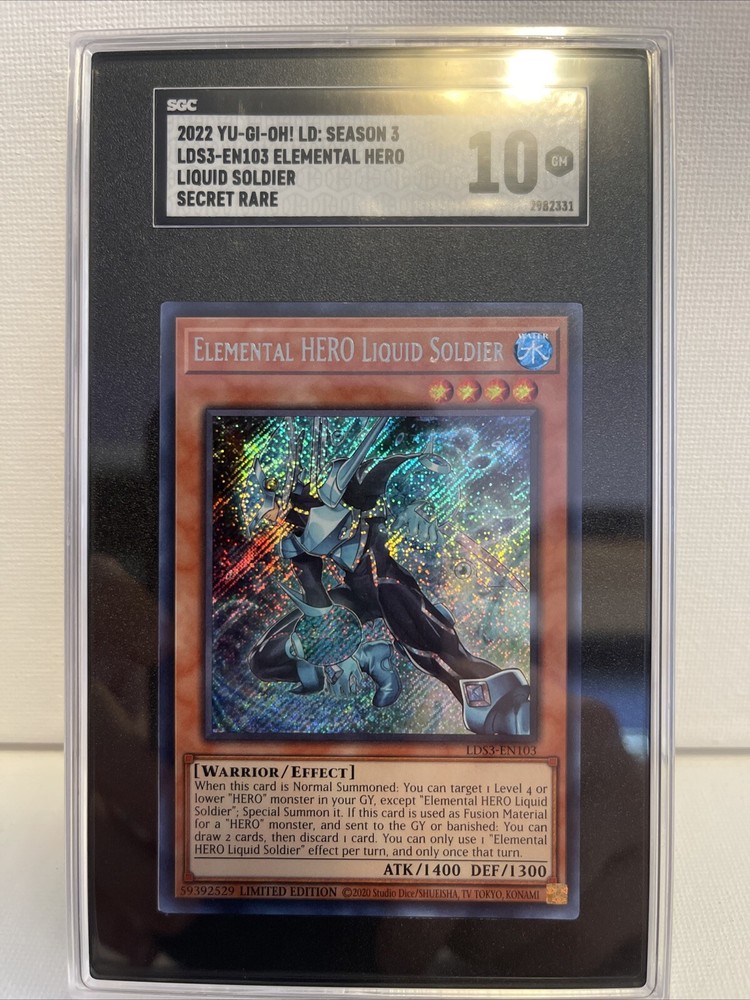 SGC
2022 YU-GI-OH! LD: SEASON 3
LDS3-EN103 ELEMENTAL HERO
LIQUID SOLDIER
SECRET RARE
10 GM
2982331
ELEMENTAL HERO LIQUID SOLDIER
WATER
水
LDS3-EN103
[WARRIOR/EFFECT]
When this card is Normal Summoned: You can target 1 Level 4 or
lower "HERO" monster in your GY, except "Elemental HERO Liquid
Soldier"; Special Summon it. If this card is used as Fusion Material
for a "HERO" monster, and sent to the GY or banished: You can
draw 2 cards, then discard 1 card. You can only use 1 "Elemental
HERO Liquid Soldier" effect per turn, and only once that turn.
ATK/1400 DEF/1300
59392529 LIMITED EDITION ©2020 Studio Dice/SHUEISHA, TV TOKYO, KONAMI